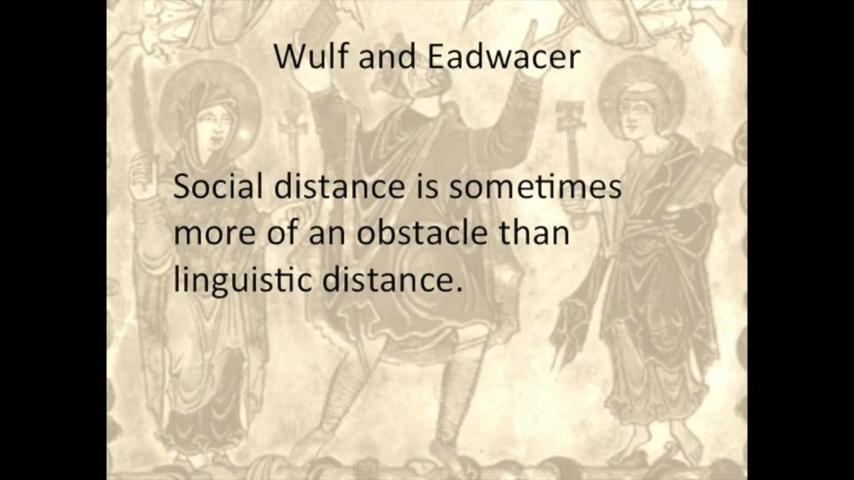 Wulf and Eadwacer
Social distance is sometimes
more of an obstacle than
linguistic distance.